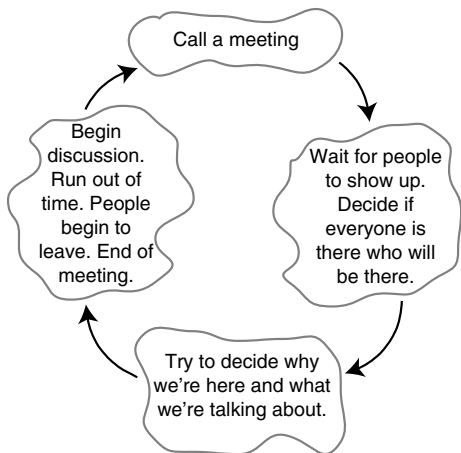 Call a meeting
Wait for people
to show up.
Decide if
everyone is
there who will
be there.
Try to decide why
we're here and what
we're talking about.
Begin
discussion.
Run out of
time. People
begin to
leave. End of
meeting.